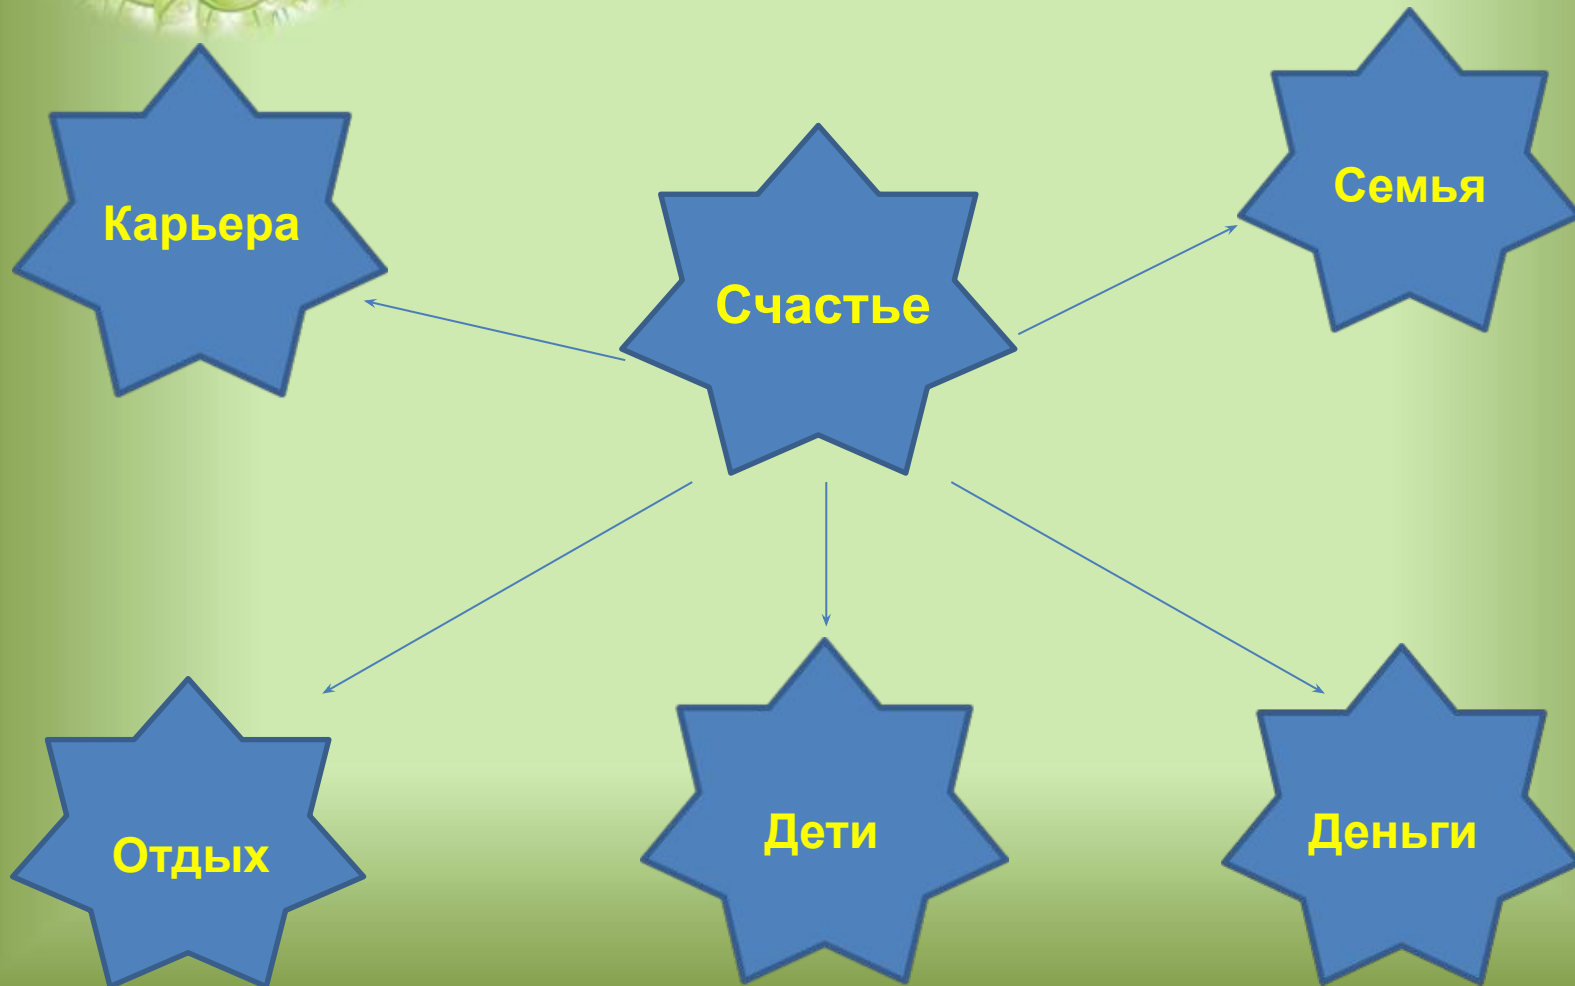 Карьера
Семья
Счастье
Отдых
Дети
Деньги